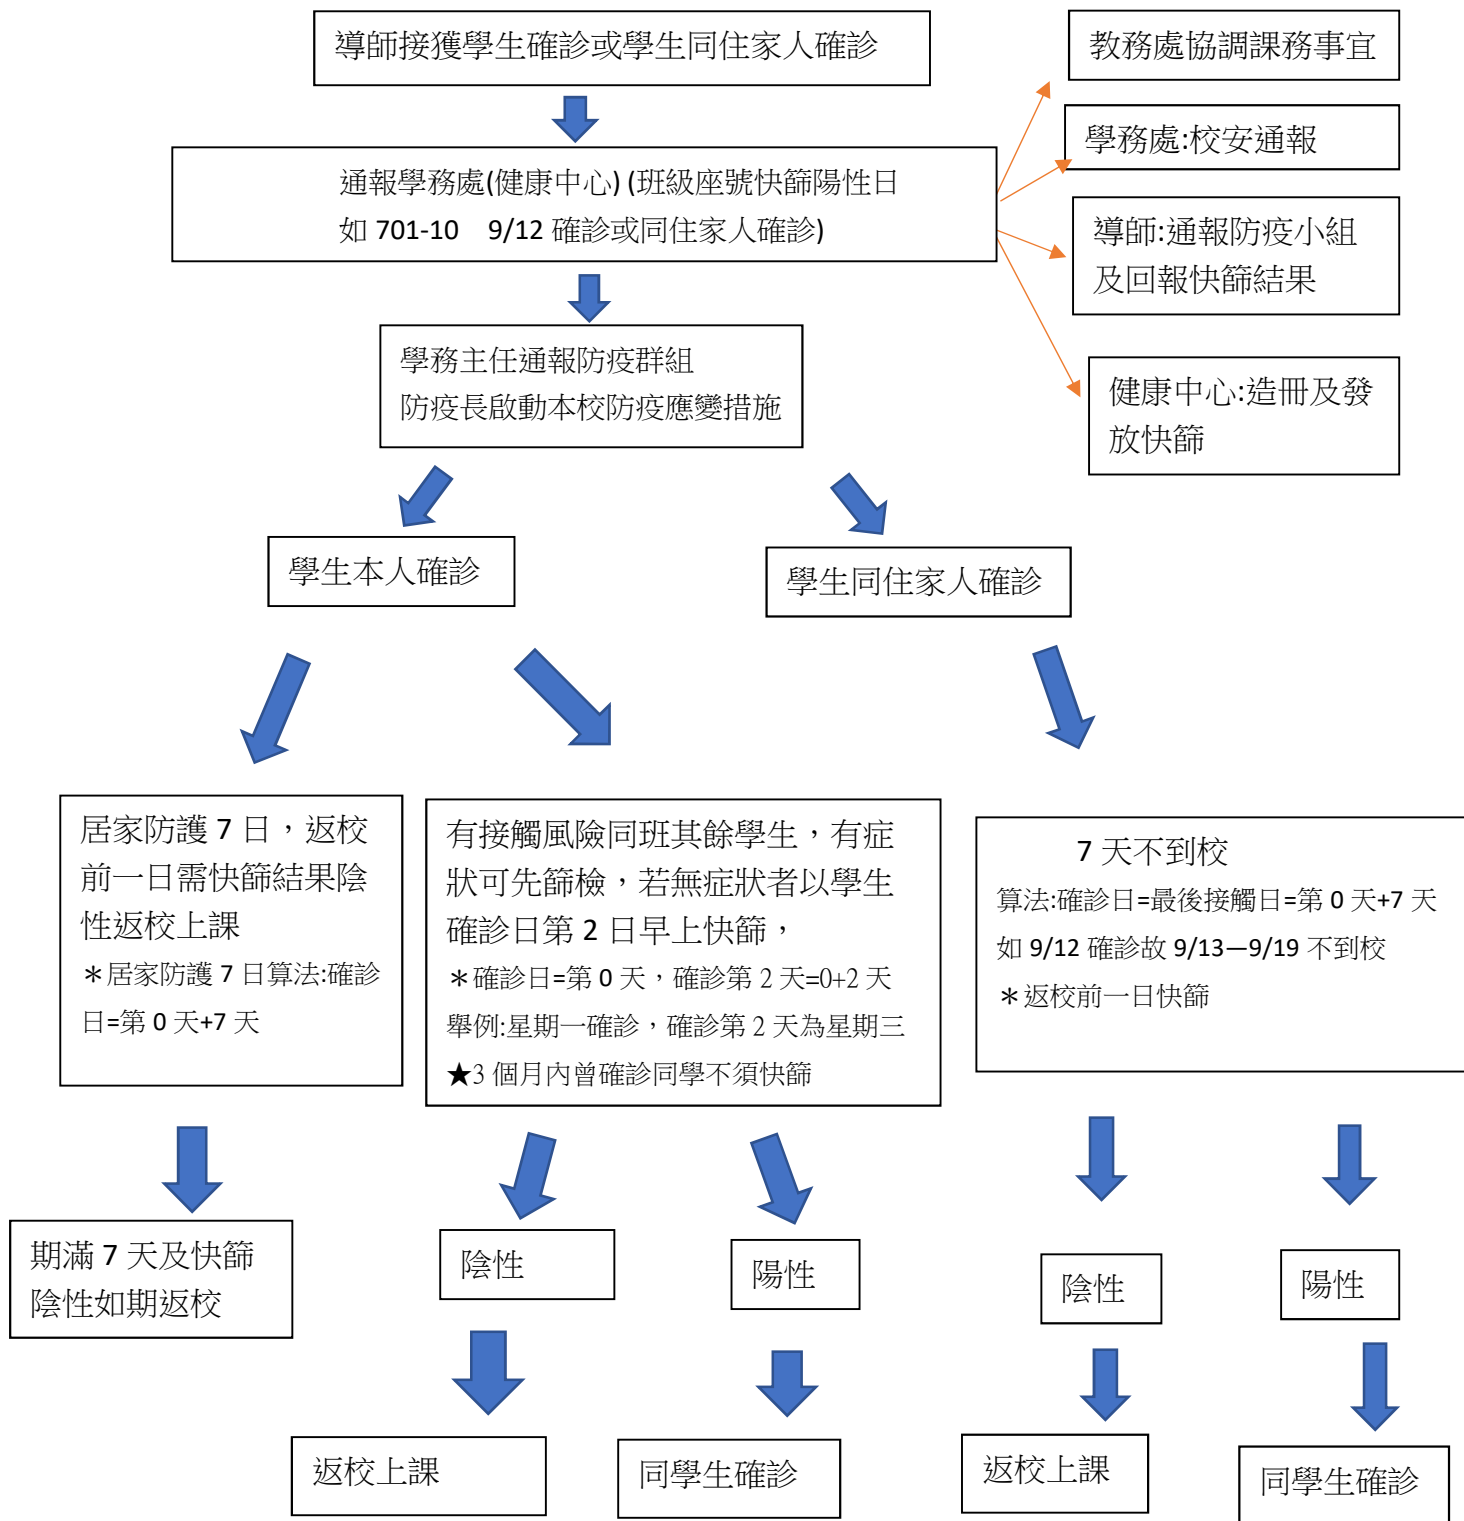 導師接獲學生確診或學生同住家人確診
教務處協調課務事宜
學務處:校安通報
通報學務處(健康中心) (班級座號快篩陽性日
如 701-10 9/12 確診或同住家人確診)
導師:通報防疫小組
及回報快篩結果
學務主任通報防疫群組
防疫長啟動本校防疫應變措施
健康中心:造冊及發
放快篩
學生本人確診
學生同住家人確診
居家防護 7 日，返校
前一日需快篩結果陰
性返校上課
＊居家防護 7 日算法:確診
日=第 0 天+7 天
有接觸風險同班其餘學生，有症
狀可先篩檢，若無症狀者以學生
確診日第 2 日早上快篩，
＊確診日=第 0 天，確診第 2 天=0+2 天
舉例:星期一確診，確診第 2 天為星期三
★3 個月內曾確診同學不須快篩
7 天不到校
算法:確診日=最後接觸日=第 0 天+7 天
如 9/12 確診故 9/13—9/19 不到校
＊返校前一日快篩
期滿 7 天及快篩
陰性如期返校
陰性
陽性
陰性
陽性
返校上課
同學生確診
返校上課
同學生確診